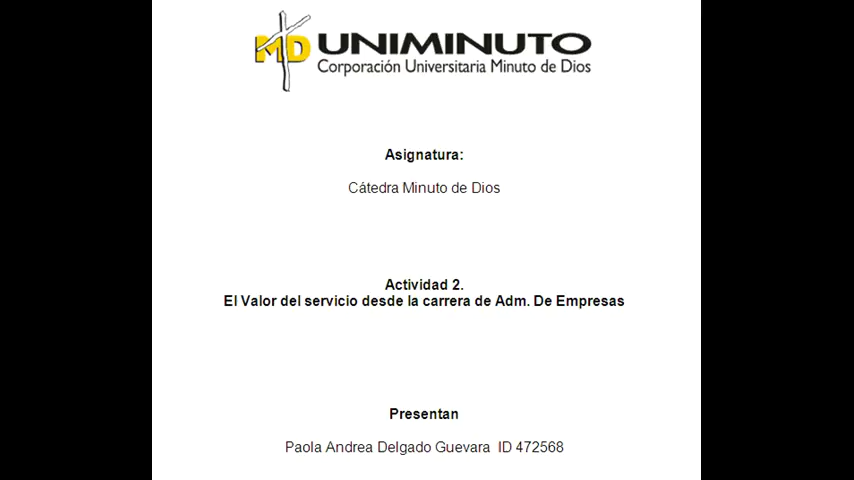 MD UNIMINUTO
Corporación Universitaria Minuto de Dios
Asignatura:
Cátedra Minuto de Dios
Actividad 2.
El Valor del servicio desde la carrera de Adm. De Empresas
Presentan
Paola Andrea Delgado Guevara ID 472568